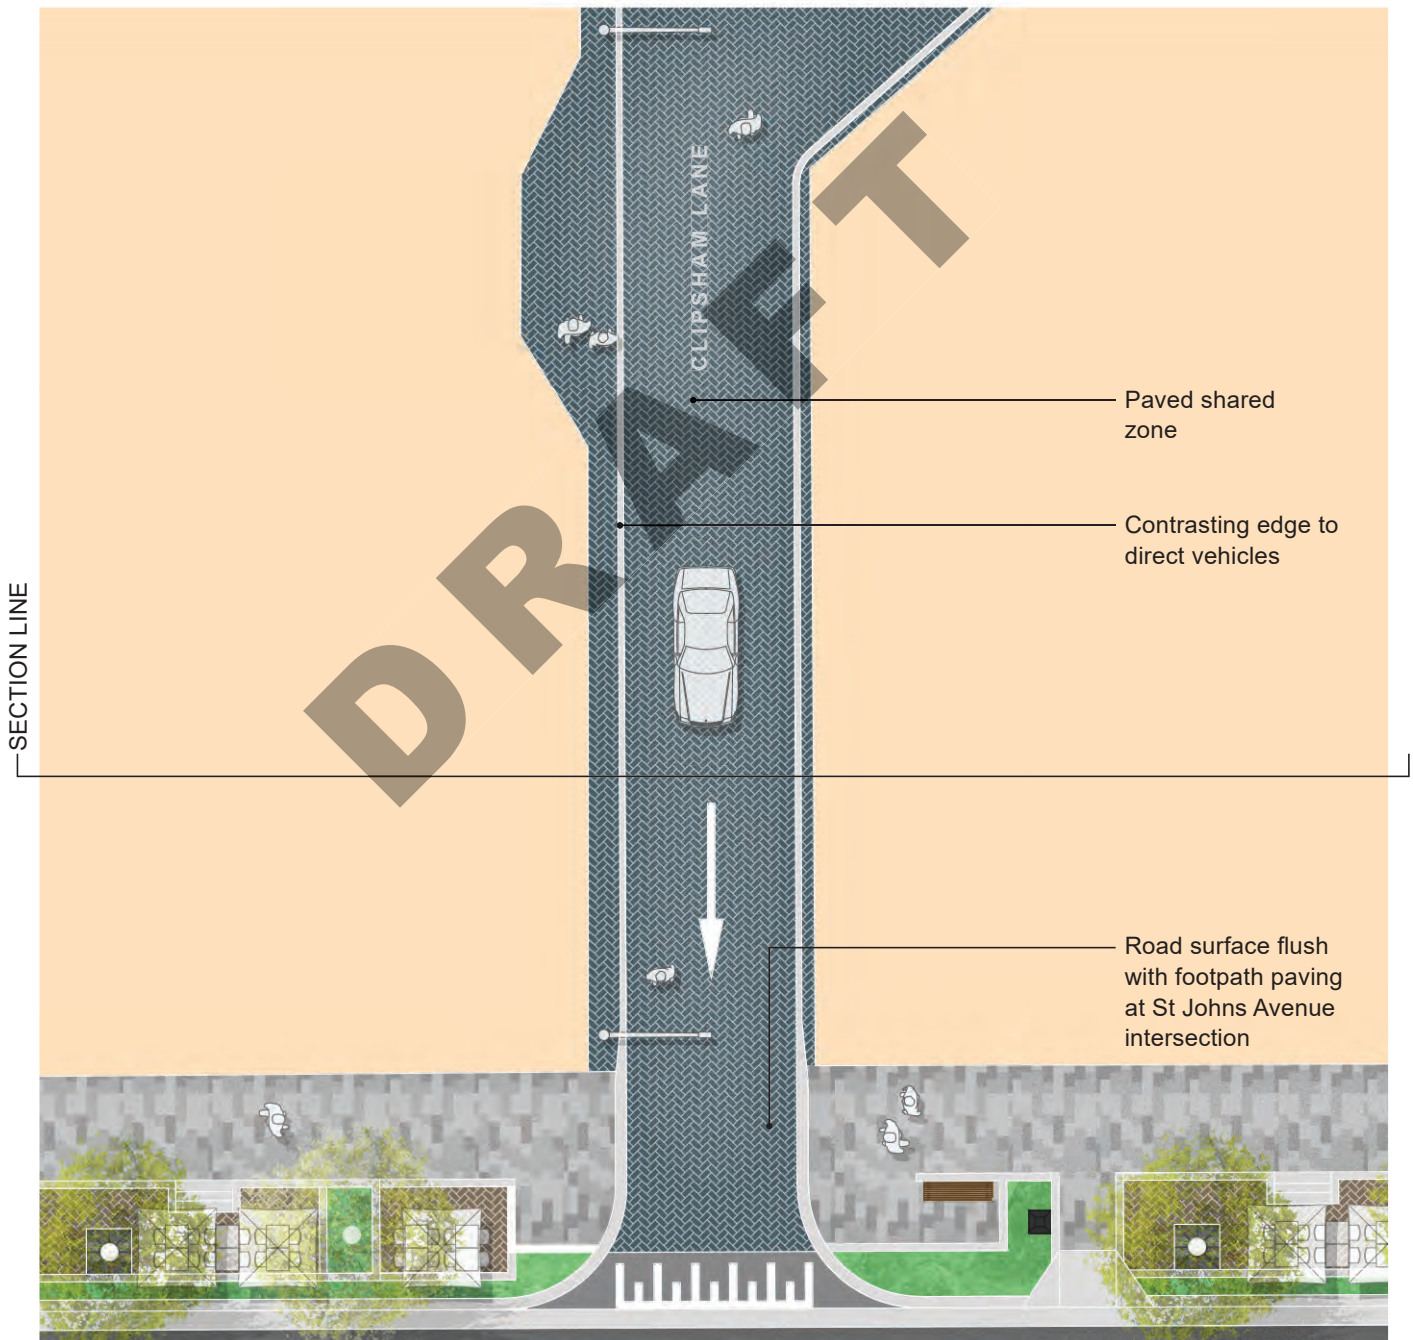 CLIPSHAM LANE
DRAFT
Paved shared
zone
Contrasting edge to
direct vehicles
SECTION LINE
Road surface flush
with footpath paving
at St Johns Avenue
intersection